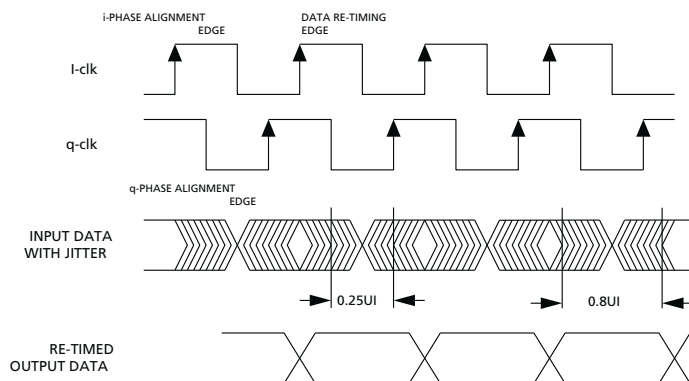 i-PHASE ALIGNMENT
EDGE
DATA RE-TIMING
EDGE
I-clk
q-clk
q-PHASE ALIGNMENT
EDGE
INPUT DATA
WITH JITTER
0.25UI
0.8UI
RE-TIMED
OUTPUT DATA